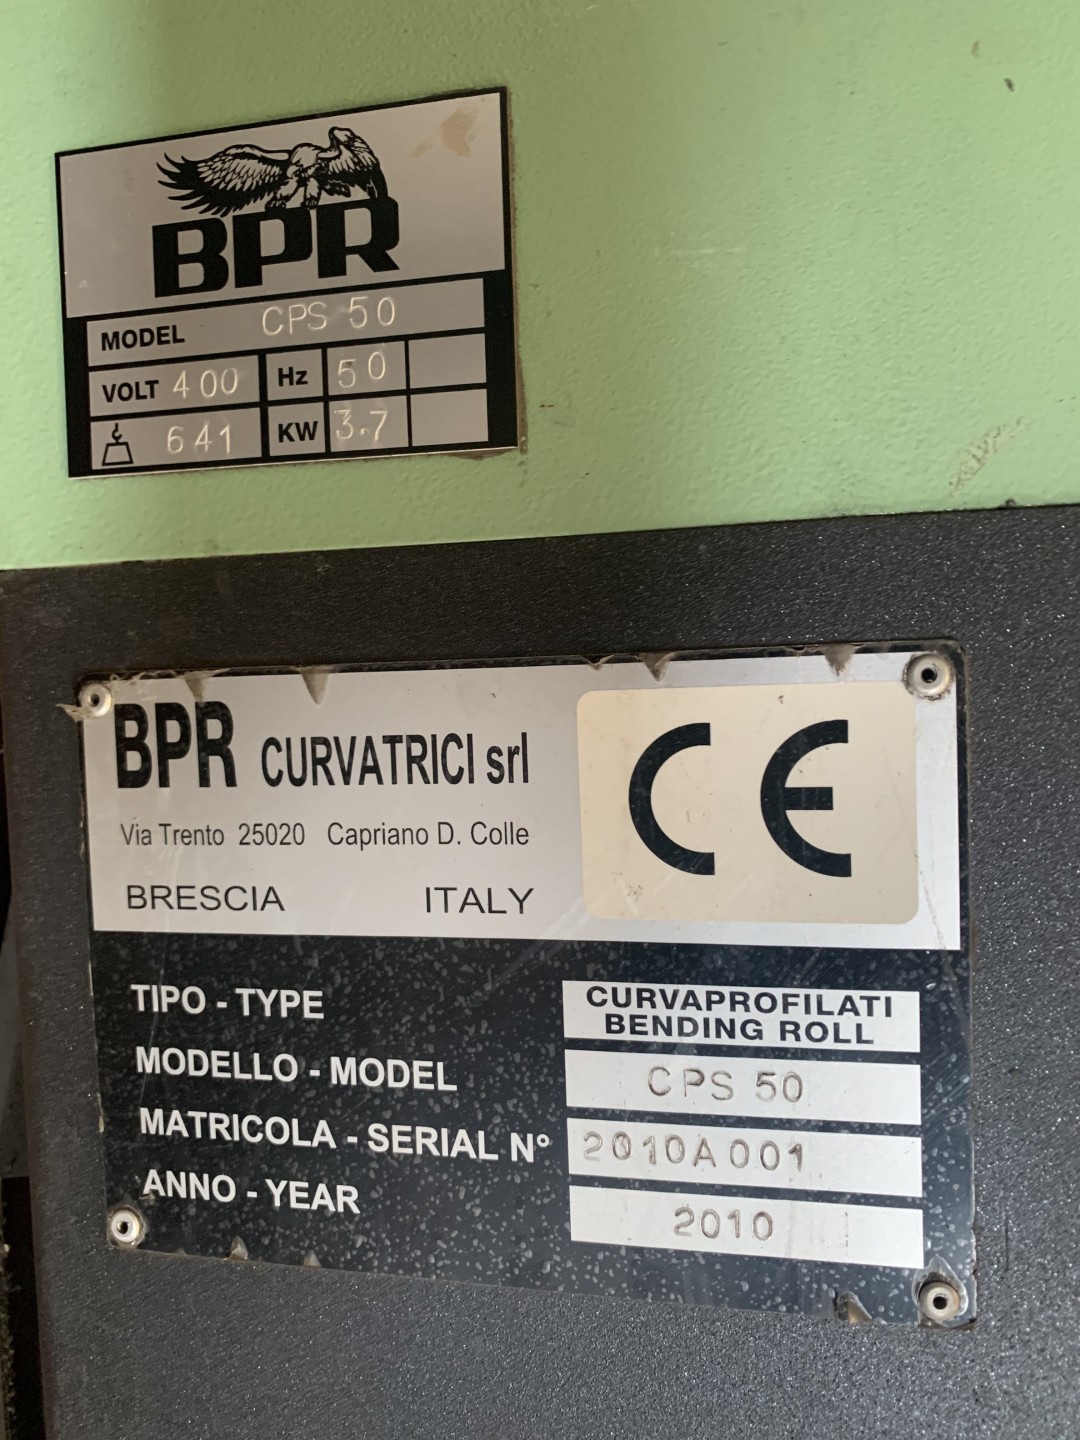 BPR
MODEL CPS 50
VOLT 400 Hz 50
641 KW 3.7
BPR CURVATRICI srl
Via Trento 25020 Capriano D. Colle
BRESCIA ITALY
CE
TIPO - TYPE CURVAPROFILATI
BENDING ROLL
MODELLO - MODEL CPS 50
MATRICOLA - SERIAL N° 2010A001
ANNO - YEAR 2010